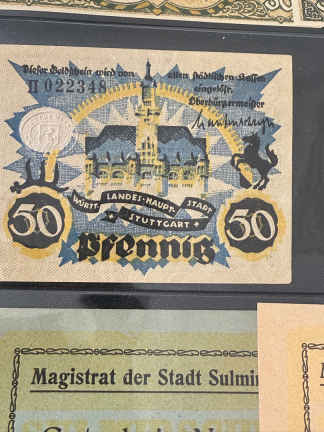 50
Dieser Geldschein wird von allen städtischen Kassen
II 022348 eingelöst.
Oberbürgermeister
WÜRTT. LANDES-HAUPT-STADT
STUTTGART
50 50
Pfennig
Magistrat der Stadt Sulmi
M